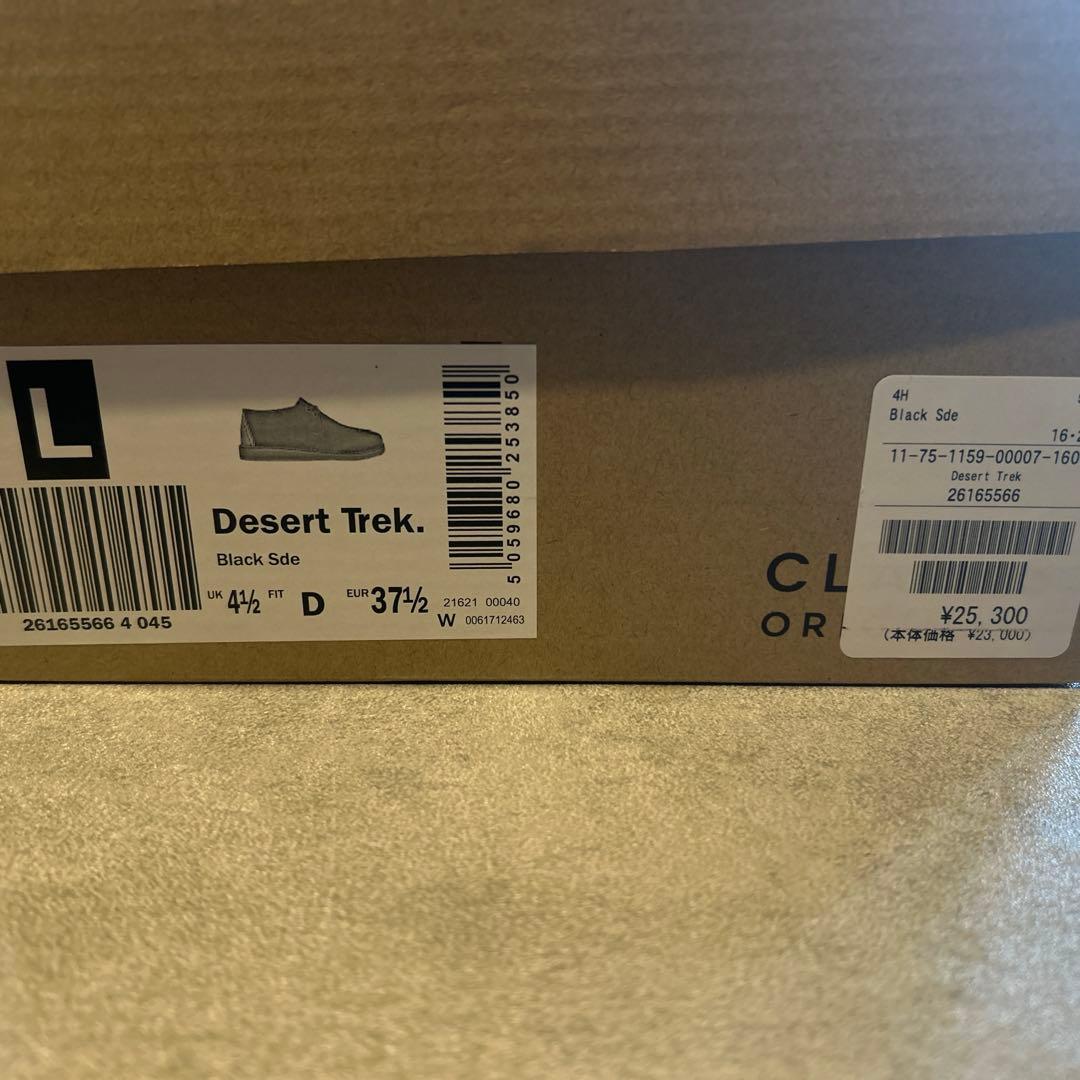 L
Desert Trek.
Black Sde
UK 4½ FIT D EUR 37½
26165566 4 045
5 059680 253850
21621 00040
W 0061712463
CL
OR
4H
Black Sde
11-75-1159-00007-160
Desert Trek
26165566
¥25,300
(本体価格 ¥23,000)